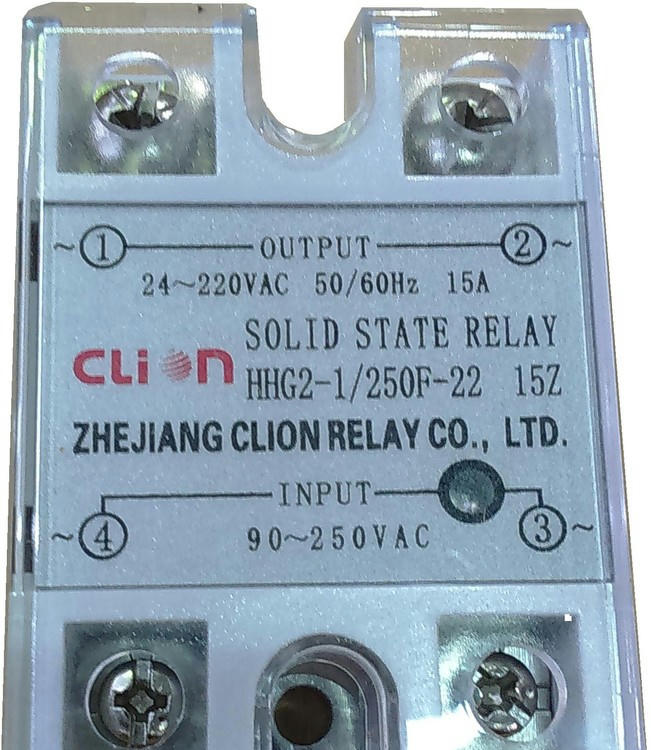 ~ 1 OUTPUT 2 ~
24~220VAC 50/60Hz 15A
SOLID STATE RELAY
CLiON HHG2-1/250F-22 15Z
ZHEJIANG CLION RELAY CO., LTD.
INPUT
~ 4 3 ~
90~250VAC